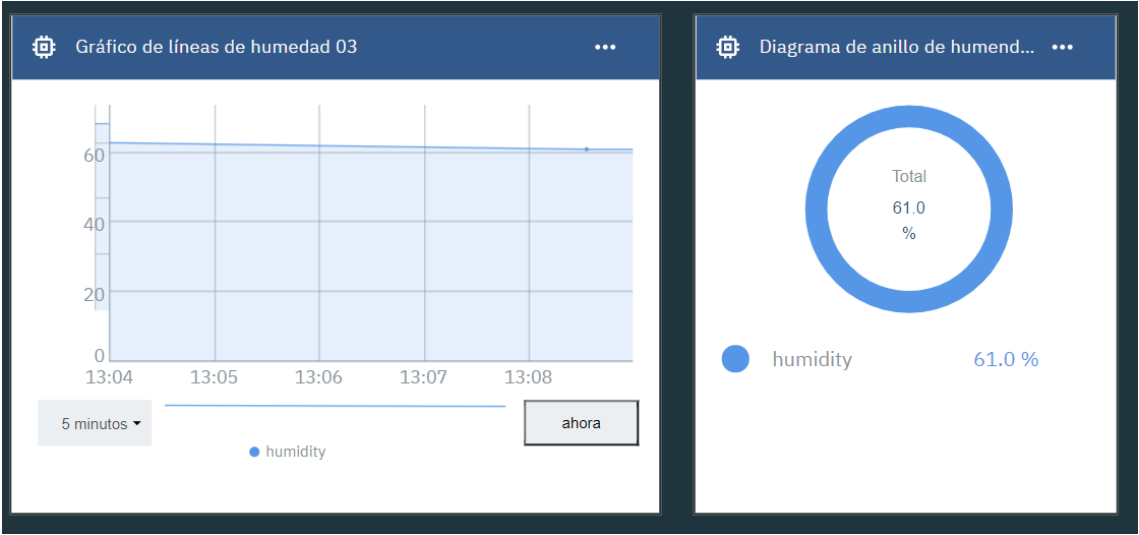 Gráfico de líneas de humedad 03
60
40
20
0
13:04 13:05 13:06 13:07 13:08
5 minutos
ahora
humidity
Diagrama de anillo de humend...
Total
61.0
%
humidity 61.0 %